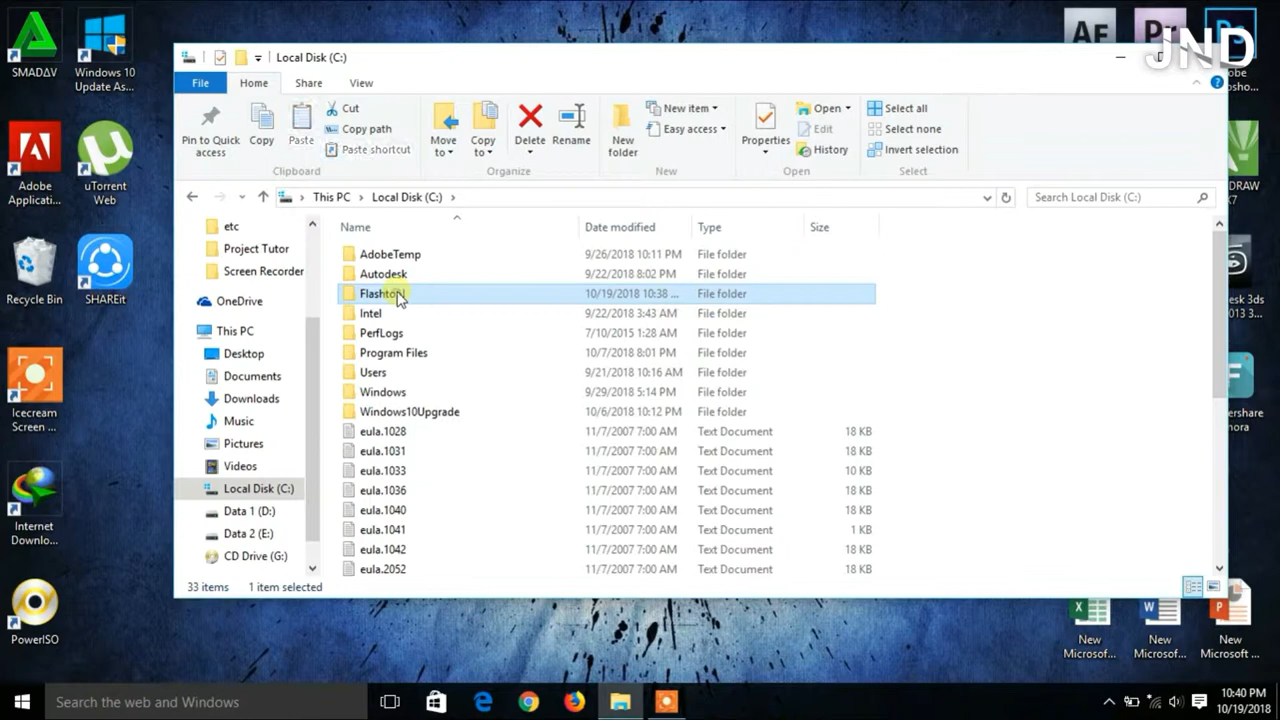 JND
SMADΔV
Windows 10
Update As...
Adobe
Applicati...
uTorrent
Web
Recycle Bin
SHAREit
Icecream
Screen ...
Internet
Downlo...
PowerISO
Local Disk (C:)
File
Home
Share
View
Pin to Quick
access
Copy
Paste
Cut
Copy path
Paste shortcut
Clipboard
Move
to
Copy
to
Delete
Rename
Organize
New
folder
New item
Easy access
New
Properties
Open
Edit
History
Open
Select all
Select none
Invert selection
Select
This PC
Local Disk (C:)
Search Local Disk (C:)
etc
Project Tutor
Screen Recorder
OneDrive
This PC
Desktop
Documents
Downloads
Music
Pictures
Videos
Local Disk (C:)
Data 1 (D:)
Data 2 (E:)
CD Drive (G:)
Name Date modified Type Size
AdobeTemp 9/26/2018 10:11 PM File folder
Autodesk 9/22/2018 8:02 PM File folder
Flashtool 10/19/2018 10:38 ... File folder
Intel 9/22/2018 3:43 AM File folder
PerfLogs 7/10/2015 1:28 AM File folder
Program Files 10/7/2018 8:01 PM File folder
Users 9/21/2018 10:16 AM File folder
Windows 9/29/2018 5:14 PM File folder
Windows10Upgrade 10/6/2018 10:12 PM File folder
eula.1028 11/7/2007 7:00 AM Text Document 18 KB
eula.1031 11/7/2007 7:00 AM Text Document 18 KB
eula.1033 11/7/2007 7:00 AM Text Document 10 KB
eula.1036 11/7/2007 7:00 AM Text Document 18 KB
eula.1040 11/7/2007 7:00 AM Text Document 18 KB
eula.1041 11/7/2007 7:00 AM Text Document 1 KB
eula.1042 11/7/2007 7:00 AM Text Document 18 KB
eula.2052 11/7/2007 7:00 AM Text Document 18 KB
33 items 1 item selected
AE
Pr
Ps
obe
osho...
DRAW
K7
esk 3ds
013 3...
ershare
nora
New
Microsof...
New
Microsof...
New
Microsoft ...
Search the web and Windows
10:40 PM
10/19/2018